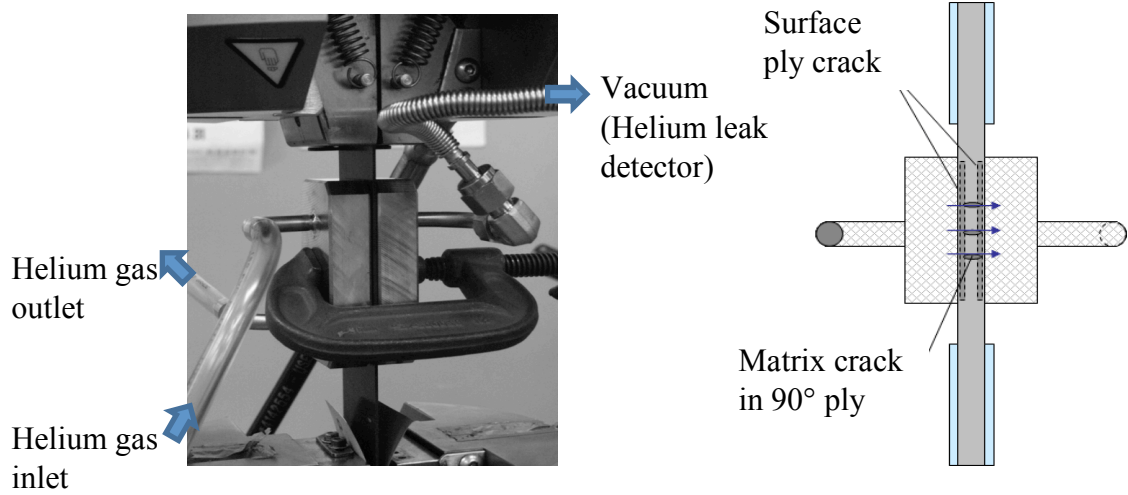 Surface
ply crack
Vacuum
(Helium leak
detector)
Helium gas
outlet
Matrix crack
in 90° ply
Helium gas
inlet